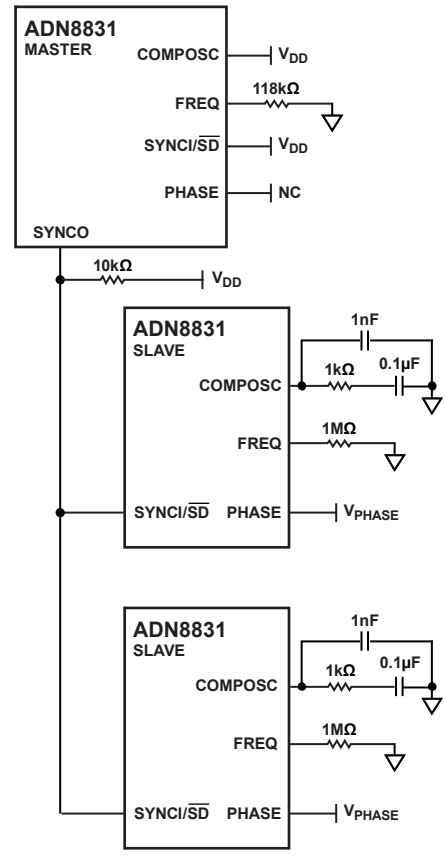 ADN8831
MASTER
COMPOSC
VDD
FREQ
118kΩ
SYNCI/SD
VDD
PHASE
NC
SYNCO
10kΩ
VDD
ADN8831
SLAVE
COMPOSC
1nF
1kΩ
0.1µF
FREQ
1MΩ
SYNCI/SD
PHASE
VPHASE
ADN8831
SLAVE
COMPOSC
1nF
1kΩ
0.1µF
FREQ
1MΩ
SYNCI/SD
PHASE
VPHASE